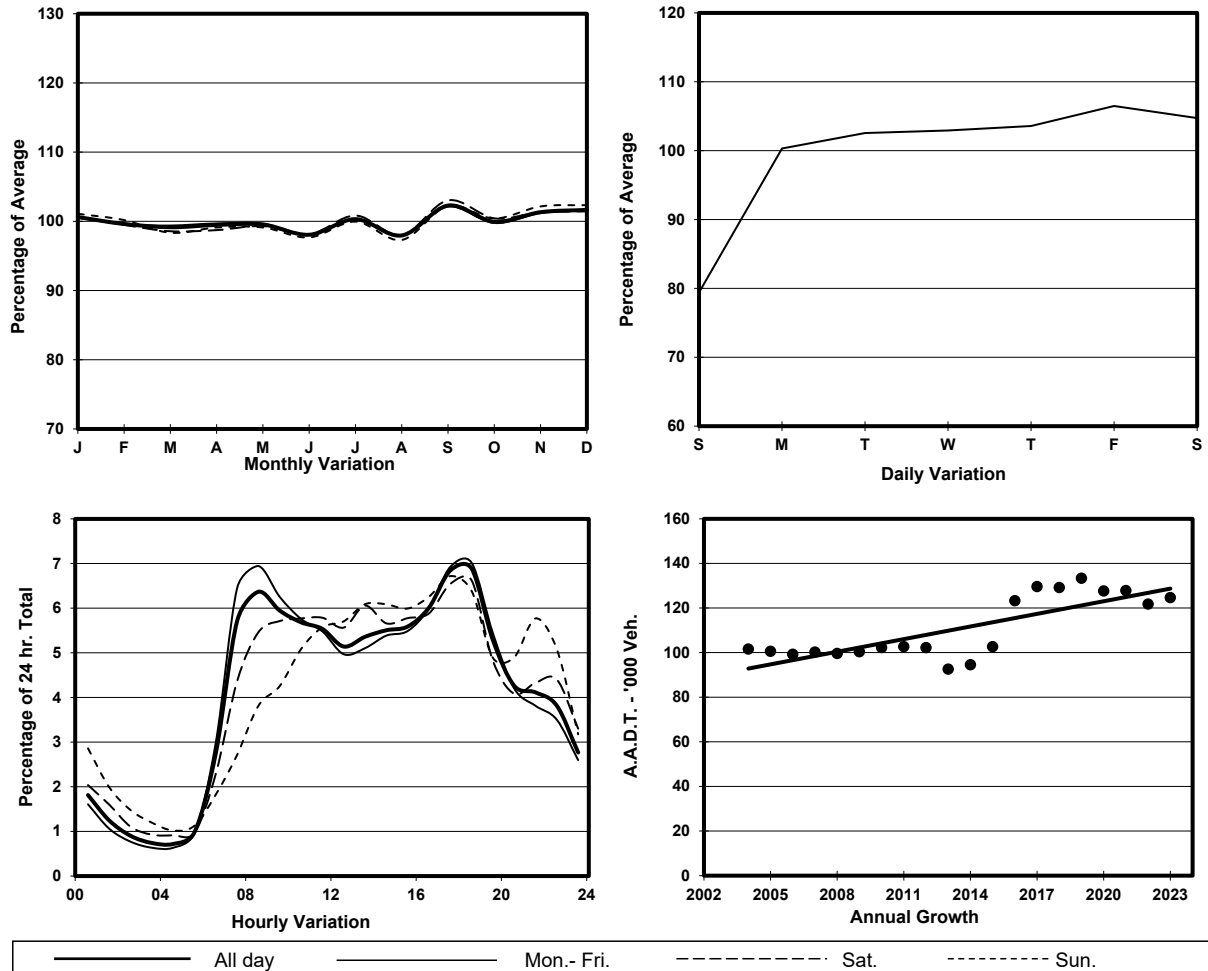 130
120
110
100
90
80
70
Percentage of Average
J F M A M J J A S O N D
Monthly Variation
120
110
100
90
80
70
60
Percentage of Average
S M T W T F S
Daily Variation
8
7
6
5
4
3
2
1
0
Percentage of 24 hr. Total
00 04 08 12 16 20 24
Hourly Variation
160
140
120
100
80
60
40
20
0
A.A.D.T. - '000 Veh.
2002 2005 2008 2011 2014 2017 2020 2023
Annual Growth
All day Mon.- Fri. Sat. Sun.